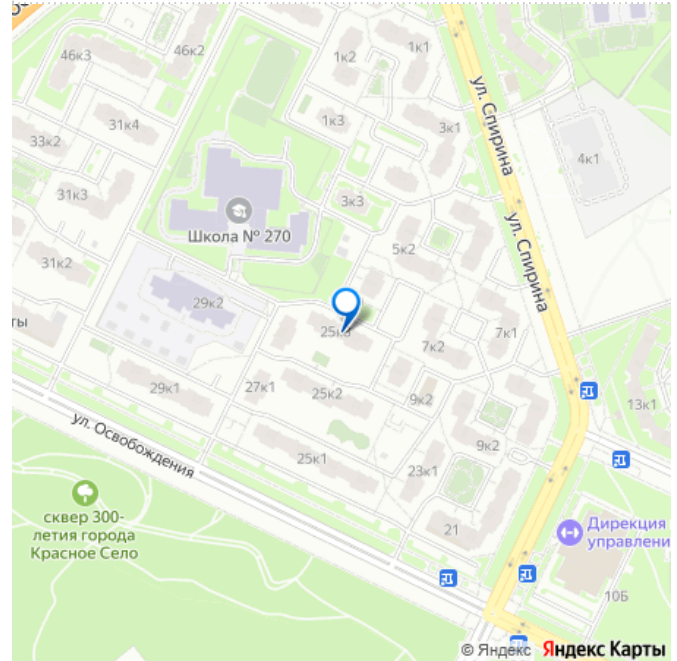 46к3
46к2
1к2
1к1
ул. Спирина
33к2
31к4
1к3
3к1
4к1
31к3
Школа № 270
3к3
ул. Спирина
31к2
5к2
29к2
ты
25к3
7к2
7к1
29к1
27к1
25к2
9к2
13к1
ул. Освобождения
25к1
9к2
23к1
сквер 300-
летия города
Красное Село
21
Дирекция
управлени
10Б
© Яндекс Яндекс Карты